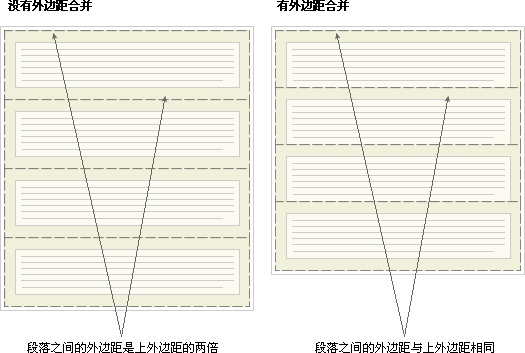 没有外边距合并
有外边距合并
段落之间的外边距是上外边距的两倍
段落之间的外边距与上外边距相同